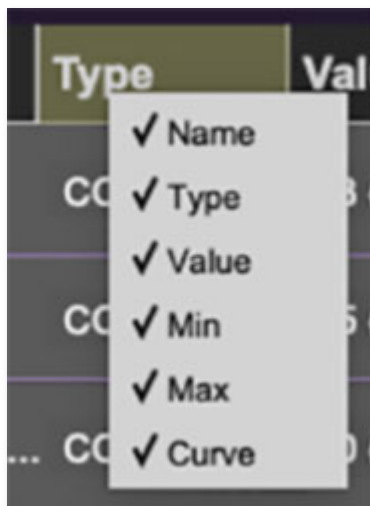 Type Val
✓ Name
✓ Type
✓ Value
✓ Min
✓ Max
✓ Curve